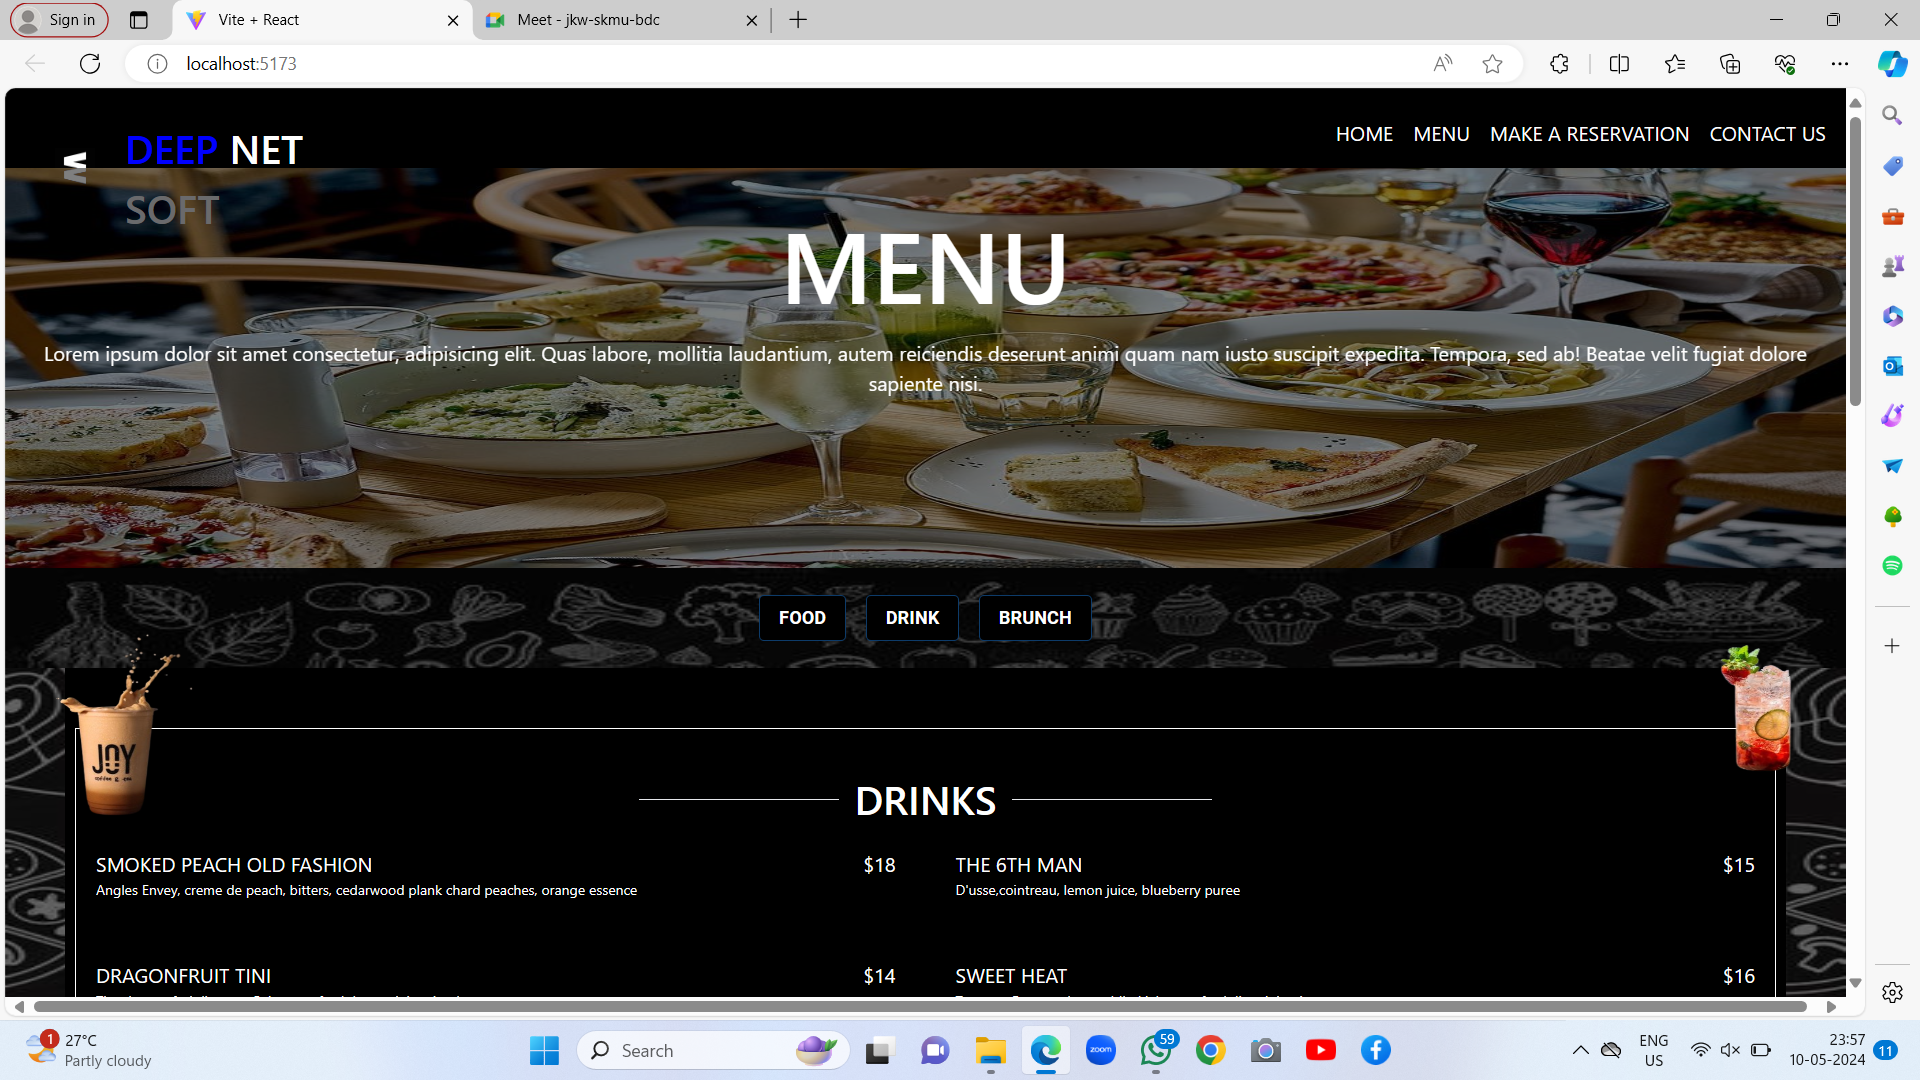 Sign in
Vite + React
Meet - jkw-skmu-bdc
localhost:5173
DEEP NET
SOFT
HOME MENU MAKE A RESERVATION CONTACT US
MENU
Lorem ipsum dolor sit amet consectetur, adipisicing elit. Quas labore, mollitia laudantium, autem reiciendis deserunt animi quam nam iusto suscipit expedita. Tempora, sed ab! Beatae velit fugiat dolore
sapiente nisi.
FOOD DRINK BRUNCH
JOY
DRINKS
SMOKED PEACH OLD FASHION $18
Angles Envey, creme de peach, bitters, cedarwood plank chard peaches, orange essence
THE 6TH MAN $15
D'usse,cointreau, lemon juice, blueberry puree
DRAGONFRUIT TINI $14
SWEET HEAT $16
1
27°C
Partly cloudy
Search
zoom
59
ENG
US
23:57
10-05-2024
11